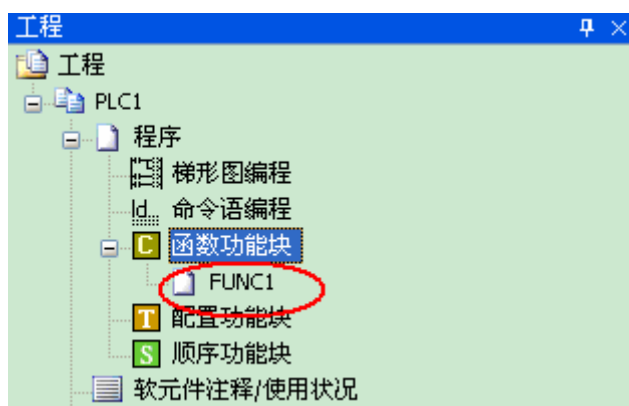 工程
工程
PLC1
程序
梯形图编程
ld... 命令语编程
C 函数功能块
FUNC1
T 配置功能块
S 顺序功能块
软元件注释/使用状况